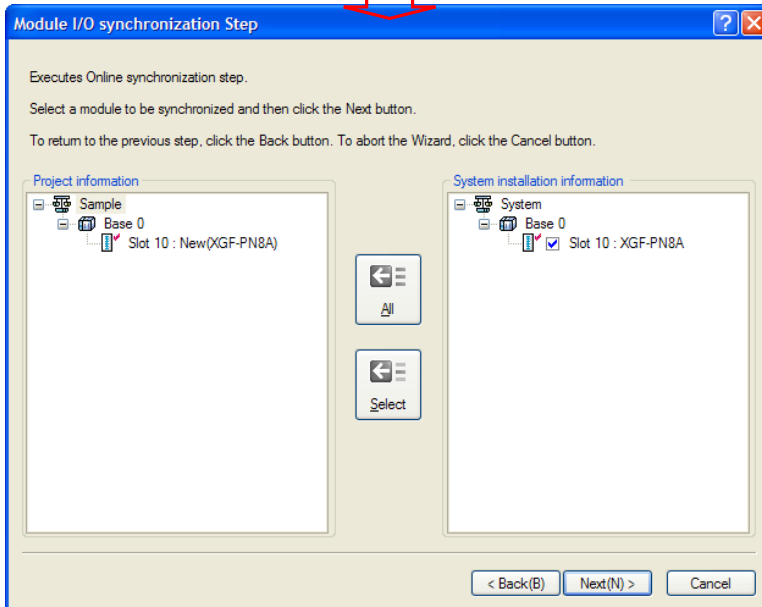 Module I/O synchronization Step
Executes Online synchronization step.
Select a module to be synchronized and then click the Next button.
To return to the previous step, click the Back button. To abort the Wizard, click the Cancel button.
Project information
Sample
Base 0
Slot 10 : New(XGF-PN8A)
All
Select
System installation information
System
Base 0
Slot 10 : XGF-PN8A
< Back(B)
Next(N) >
Cancel